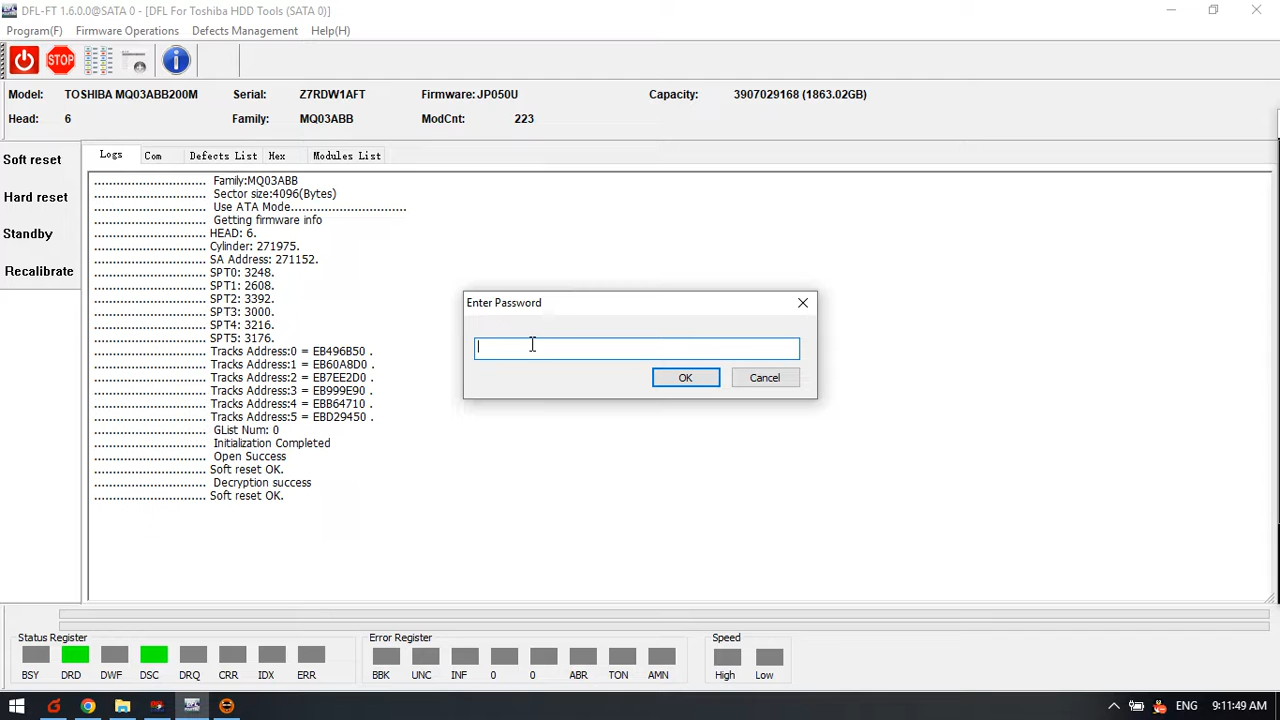 DFL-FT 1.6.0.0@SATA 0 - [DFL For Toshiba HDD Tools (SATA 0)]
Program(F) Firmware Operations Defects Management Help(H)
STOP
Model: TOSHIBA MQ03ABB200M Serial: Z7RDW1AFT Firmware: JP050U Capacity: 3907029168 (1863.02GB)
Head: 6 Family: MQ03ABB ModCnt: 223
Soft reset
Hard reset
Standby
Recalibrate
Logs Com Defects List Hex Modules List
.............................. Family:MQ03ABB
.............................. Sector size:4096(Bytes)
.............................. Use ATA Mode...............................
.............................. Getting firmware info
.............................. HEAD: 6.
.............................. Cylinder: 271975.
.............................. SA Address: 271152.
.............................. SPT0: 3248.
.............................. SPT1: 2608.
.............................. SPT2: 3392.
.............................. SPT3: 3000.
.............................. SPT4: 3216.
.............................. SPT5: 3176.
.............................. Tracks Address:0 = EB496B50 .
.............................. Tracks Address:1 = EB60A8D0 .
.............................. Tracks Address:2 = EB7EE2D0 .
.............................. Tracks Address:3 = EB999E90 .
.............................. Tracks Address:4 = EBB64710 .
.............................. Tracks Address:5 = EBD29450 .
.............................. GList Num: 0
.............................. Initialization Completed
.............................. Open Success
.............................. Soft reset OK.
.............................. Decryption success
.............................. Soft reset OK.
Enter Password
OK Cancel
Status Register Error Register Speed
BSY DRD DWF DSC DRQ CRR IDX ERR BBK UNC INF 0 0 ABR TON AMN High Low
ENG 9:11:49 AM